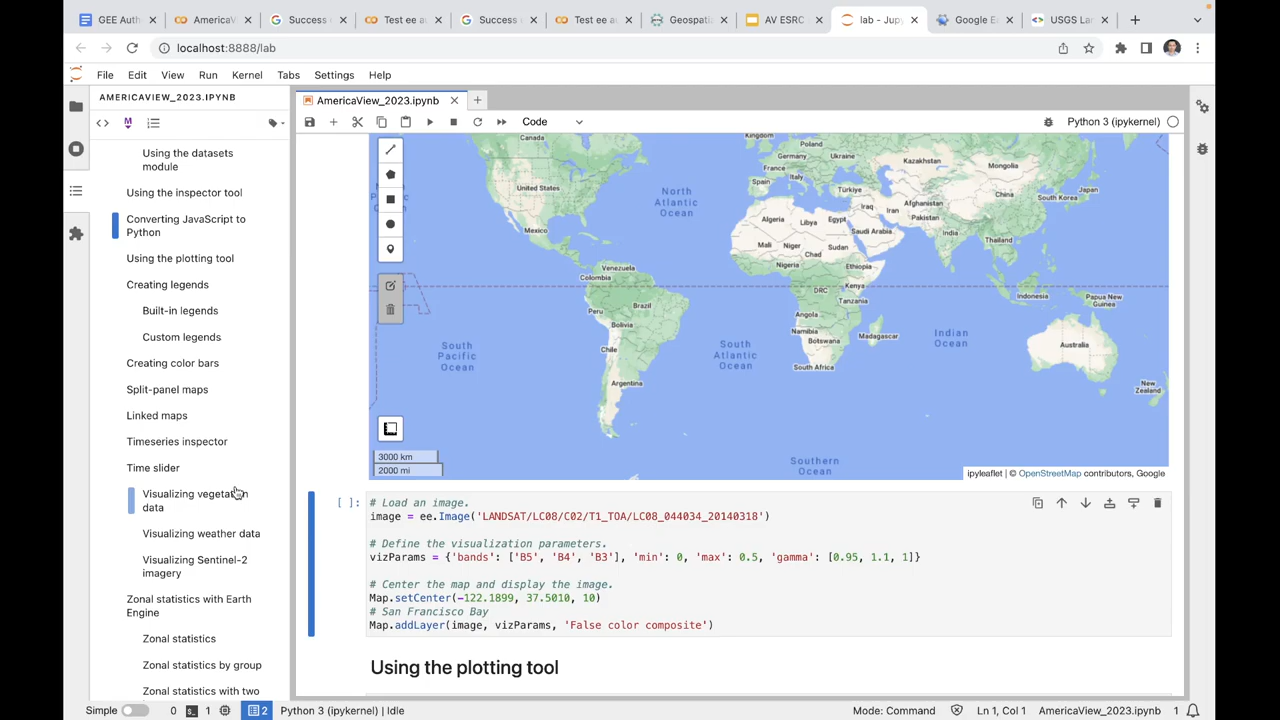 GEE Auth
AmericaV
Success
Test ee au
Success
Test ee a
Geospati
AV ESRC
lab - Jupy
Google E
USGS Lan
localhost:8888/lab
File Edit View Run Kernel Tabs Settings Help
AMERICAVIEW_2023.IPYNB
AmericaView_2023.ipynb
Code
Python 3 (ipykernel)
Using the datasets
module
Using the inspector tool
Converting JavaScript to
Python
Using the plotting tool
Creating legends
Built-in legends
Custom legends
Creating color bars
Split-panel maps
Linked maps
Timeseries inspector
Time slider
Visualizing vegetation
data
Visualizing weather data
Visualizing Sentinel-2
imagery
Zonal statistics with Earth
Engine
Zonal statistics
Zonal statistics by group
Zonal statistics with two
Canada
Kingdom
Poland
Germany
Ukraine
France
Kazakhstan
Mongolia
Italy
Spain
Türkiye
Japan
United States
North
Atlantic
Ocean
China
South Korea
Iraq
Iran
Afghanistan
Algeria
Libya
Egypt
Pakistan
Mexico
Saudi Arabia
India
Mali
Niger
Sudan
Thailand
Chad
Nigeria
Ethiopia
Venezuela
Colombia
DRC
Kenya
Indonesia
Papua New
Guinea
Tanzania
Brazil
Peru
Angola
Bolivia
Namibia
Madagascar
Botswana
Indian
Ocean
Chile
South
Pacific
Ocean
South
Atlantic
Ocean
Australia
South Africa
Argentina
New
Zealand
3000 km
2000 mi
Southern
Ocean
ipyleaflet | © OpenStreetMap contributors, Google
[ ]:
# Load an image.
image = ee.Image('LANDSAT/LC08/C02/T1_TOA/LC08_044034_20140318')
# Define the visualization parameters.
vizParams = {'bands': ['B5', 'B4', 'B3'], 'min': 0, 'max': 0.5, 'gamma': [0.95, 1.1, 1]}
# Center the map and display the image.
Map.setCenter(-122.1899, 37.5010, 10)
# San Francisco Bay
Map.addLayer(image, vizParams, 'False color composite')
Using the plotting tool
Simple 0 1 2 Python 3 (ipykernel) | Idle
Mode: Command Ln 1, Col 1 AmericaView_2023.ipynb 1